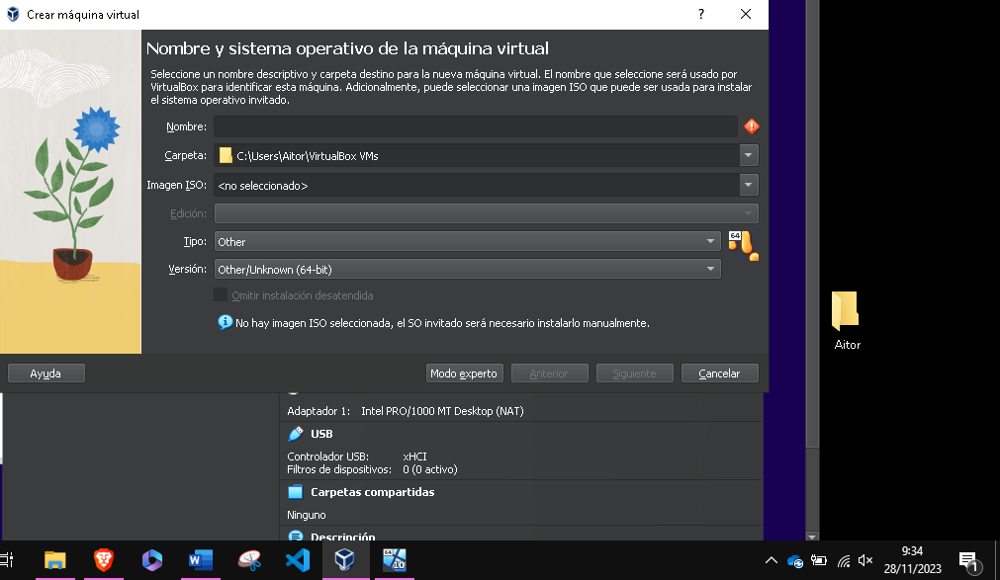 Crear máquina virtual
?
Nombre y sistema operativo de la máquina virtual
Seleccione un nombre descriptivo y carpeta destino para la nueva máquina virtual. El nombre que seleccione será usado por
VirtualBox para identificar esta máquina. Adicionalmente, puede seleccionar una imagen ISO que puede ser usada para instalar
el sistema operativo invitado.
Nombre:
Carpeta: C:\Users\Aitor\VirtualBox VMs
Imagen ISO: <no seleccionado>
Edición:
Tipo: Other
64
Versión: Other/Unknown (64-bit)
Omitir instalación desatendida
No hay imagen ISO seleccionada, el SO invitado será necesario instalarlo manualmente.
Aitor
Ayuda Modo experto Anterior Siguiente Cancelar
Adaptador 1: Intel PRO/1000 MT Desktop (NAT)
USB
Controlador USB: xHCI
Filtros de dispositivos: 0 (0 activo)
Carpetas compartidas
Ninguno
Descripción
W 64 10
9:34
28/11/2023
1